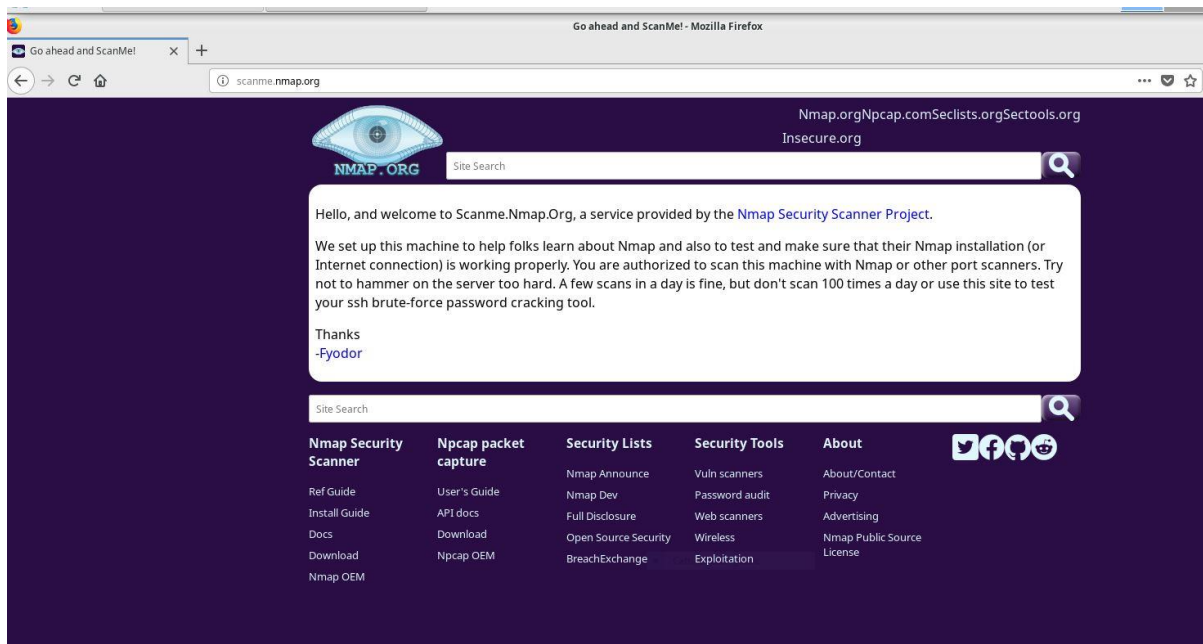 Go ahead and ScanMe! - Mozilla Firefox
Go ahead and ScanMe!
scanme.nmap.org
Nmap.orgNpcap.comSeclists.orgSectools.org
Insecure.org
NMAP.ORG
Site Search
Hello, and welcome to Scanme.Nmap.Org, a service provided by the Nmap Security Scanner Project.
We set up this machine to help folks learn about Nmap and also to test and make sure that their Nmap installation (or
Internet connection) is working properly. You are authorized to scan this machine with Nmap or other port scanners. Try
not to hammer on the server too hard. A few scans in a day is fine, but don't scan 100 times a day or use this site to test
your ssh brute-force password cracking tool.
Thanks
-Fyodor
Site Search
Nmap Security
Scanner
Ref Guide
Install Guide
Docs
Download
Nmap OEM
Npcap packet
capture
User's Guide
API docs
Download
Npcap OEM
Security Lists
Nmap Announce
Nmap Dev
Full Disclosure
Open Source Security
BreachExchange
Security Tools
Vuln scanners
Password audit
Web scanners
Wireless
Exploitation
About
About/Contact
Privacy
Advertising
Nmap Public Source
License